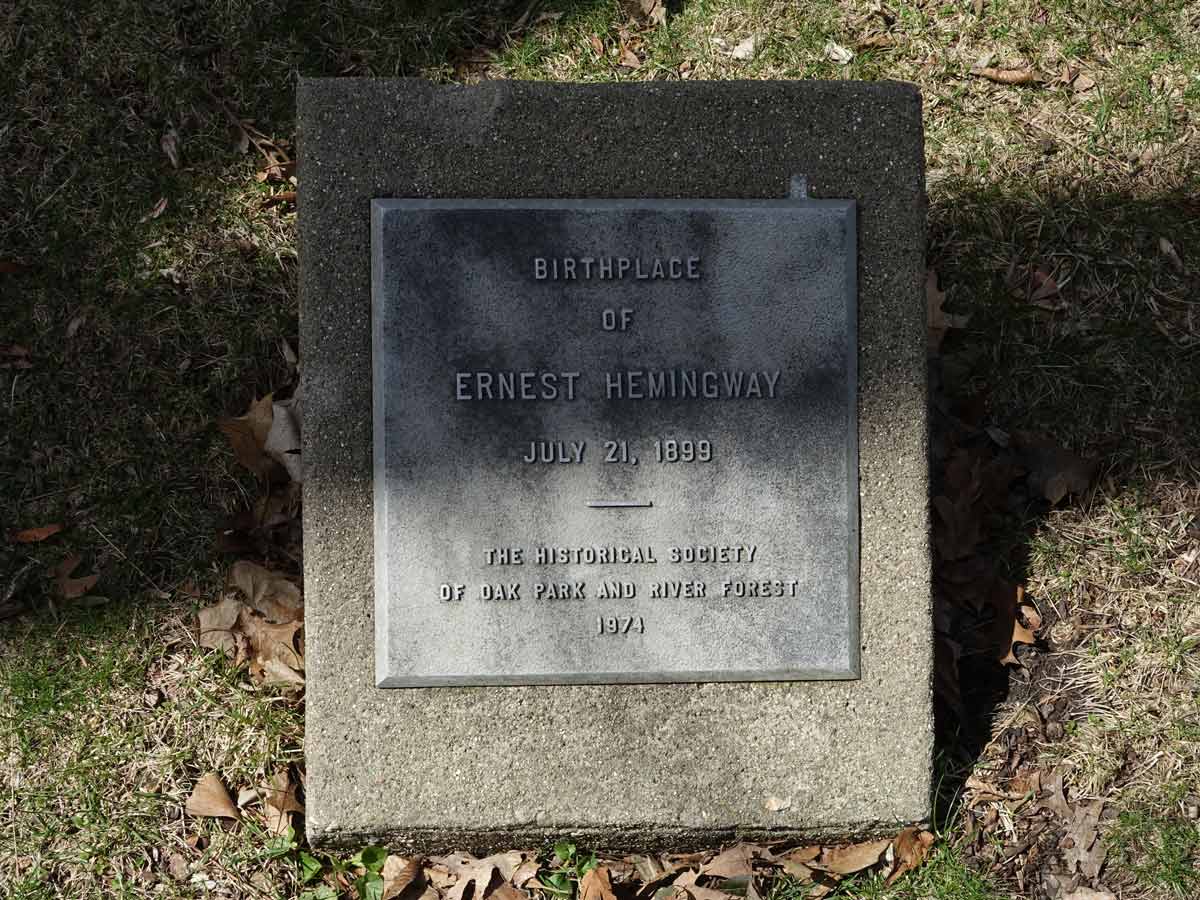 BIRTHPLACE
OF
ERNEST HEMINGWAY
JULY 21, 1899
THE HISTORICAL SOCIETY
OF OAK PARK AND RIVER FOREST
1974